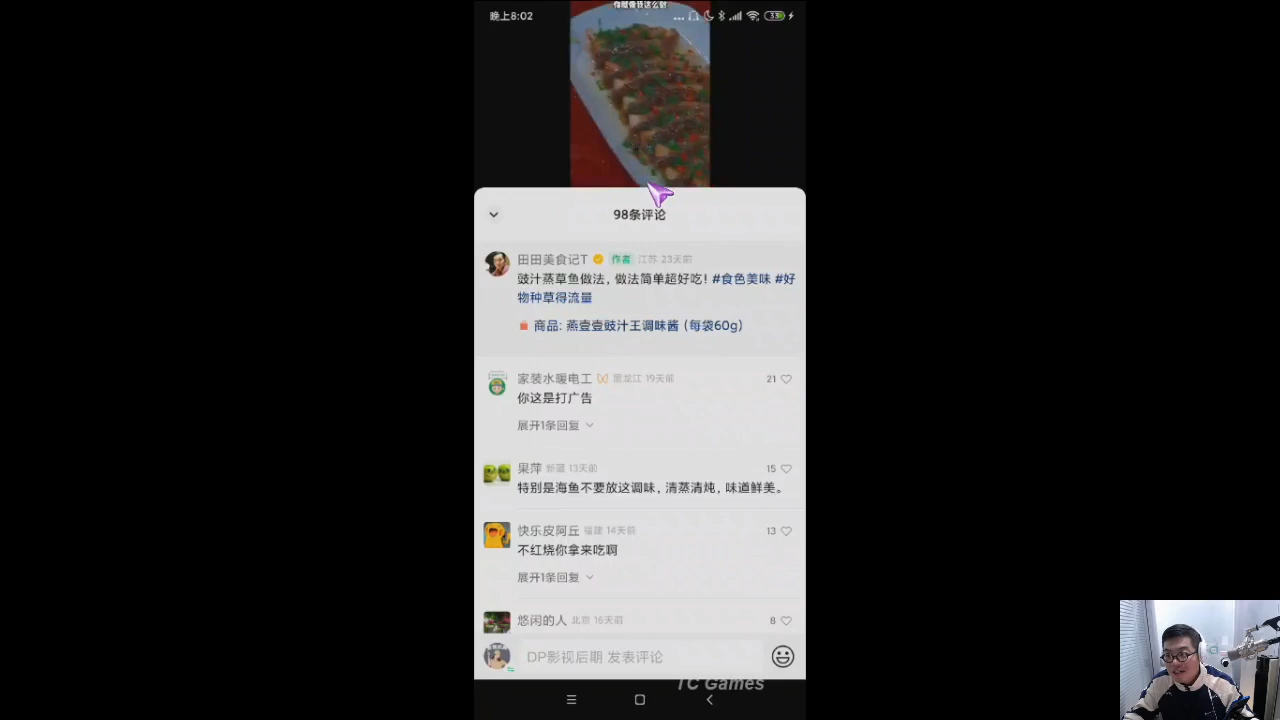 你就像我这么射
晚上8:02
33
98条评论
田田美食记T 作者 江苏 23天前
豉汁蒸草鱼做法，做法简单超好吃！#食色美味 #好
物种草得流量
商品: 燕壹壹豉汁王调味酱（每袋60g）
家装水暖电工 黑龙江 19天前 21
你这是打广告
展开1条回复
果萍 新疆 13天前 15
特别是海鱼不要放这调味，清蒸清炖，味道鲜美。
快乐皮阿丘 福建 14天前 13
不红烧你拿来吃啊
展开1条回复
悠闲的人 北京 16天前 8
DP影视后期 发表评论
TC Games